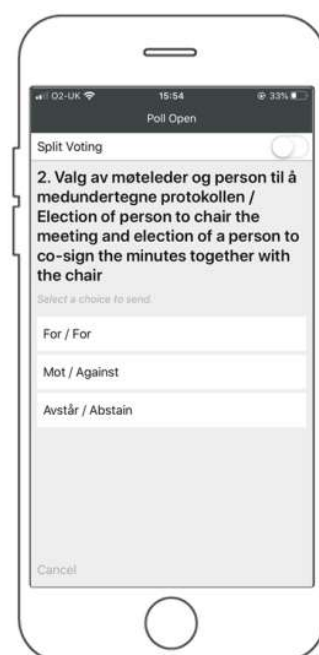 O2-UK 15:54 33%
Poll Open
Split Voting
2. Valg av møteleder og person til å
medundertegne protokollen /
Election of person to chair the
meeting and election of a person to
co-sign the minutes together with
the chair
Select a choice to send.
For / For
Mot / Against
Avstår / Abstain
Cancel